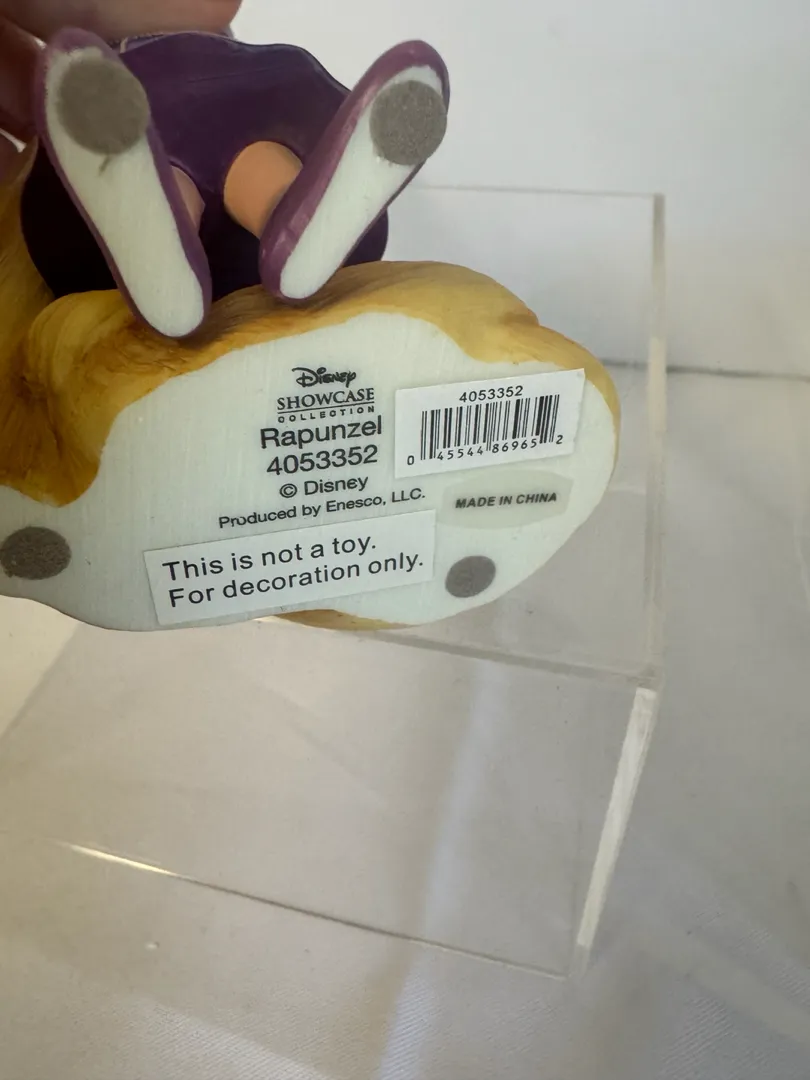 Disney
SHOWCASE
COLLECTION
Rapunzel
4053352
© Disney
Produced by Enesco, LLC.
4053352
0 45544 86965 2
MADE IN CHINA
This is not a toy.
For decoration only.